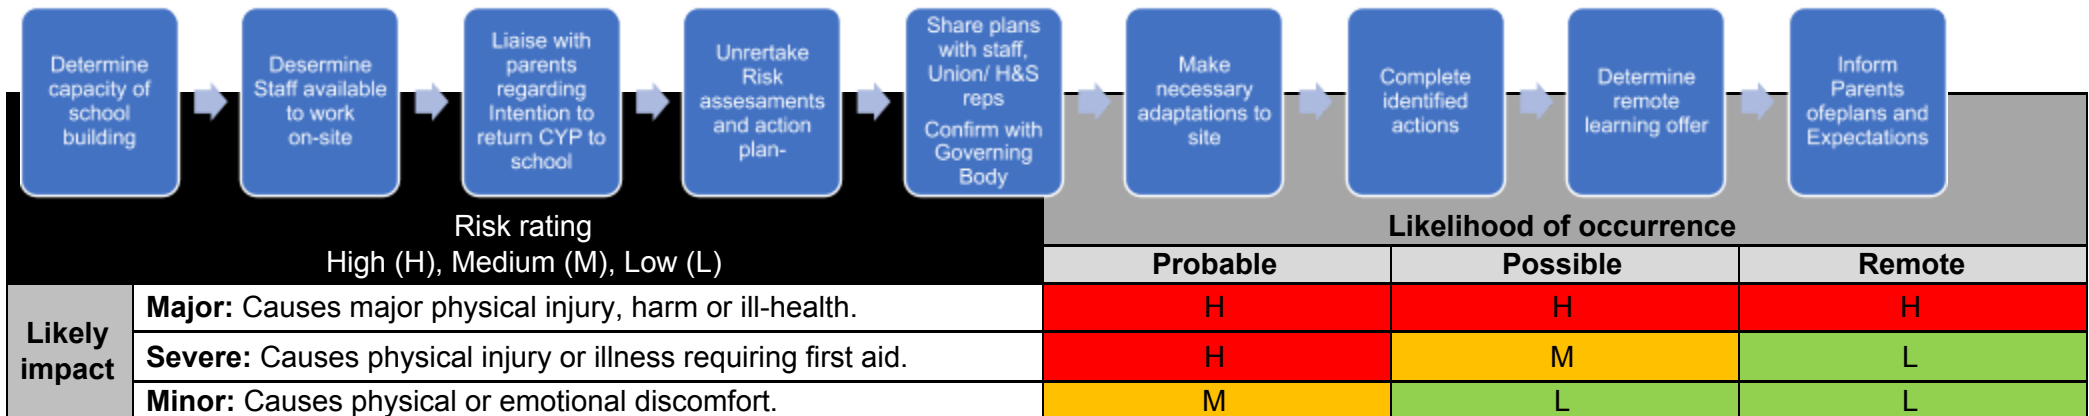 Determine
capacity of
school
building
Desermine
Staff available
to work
on-site
Liaise with
parents
regarding
Intention to
return CYP to
school
Unrertake
Risk
assesaments
and action
plan-
Share plans
with staff,
Union/ H&S
reps
Confirm with
Governing
Body
Make
necessary
adaptations to
site
Complete
identified
actions
Determine
remote
learning offer
Inform
Parents
ofeplans and
Expectations
Risk rating
High (H), Medium (M), Low (L)
Likelihood of occurrence
Probable Possible Remote
Likely
impact
Major: Causes major physical injury, harm or ill-health. H H H
Severe: Causes physical injury or illness requiring first aid. H M L
Minor: Causes physical or emotional discomfort. M L L